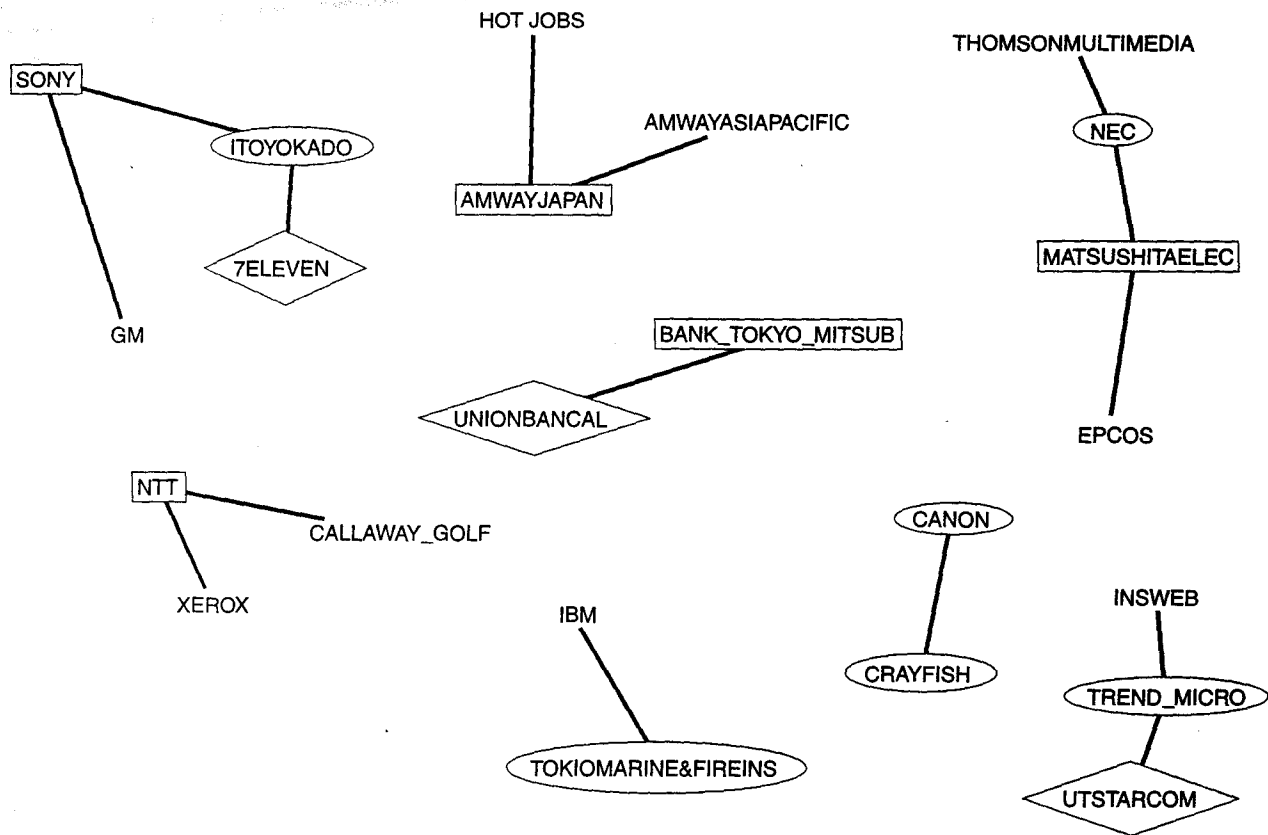 HOT JOBS
THOMSONMULTIMEDIA
SONY
AMWAYASIAPACIFIC
NEC
ITOYOKADO
AMWAYJAPAN
MATSUSHITAELEC
7ELEVEN
GM
BANK_TOKYO_MITSUB
UNIONBANCAL
EPCOS
NTT
CANON
CALLAWAY_GOLF
XEROX
INSWEB
IBM
CRAYFISH
TREND_MICRO
TOKIOMARINE&FIREINS
UTSTARCOM